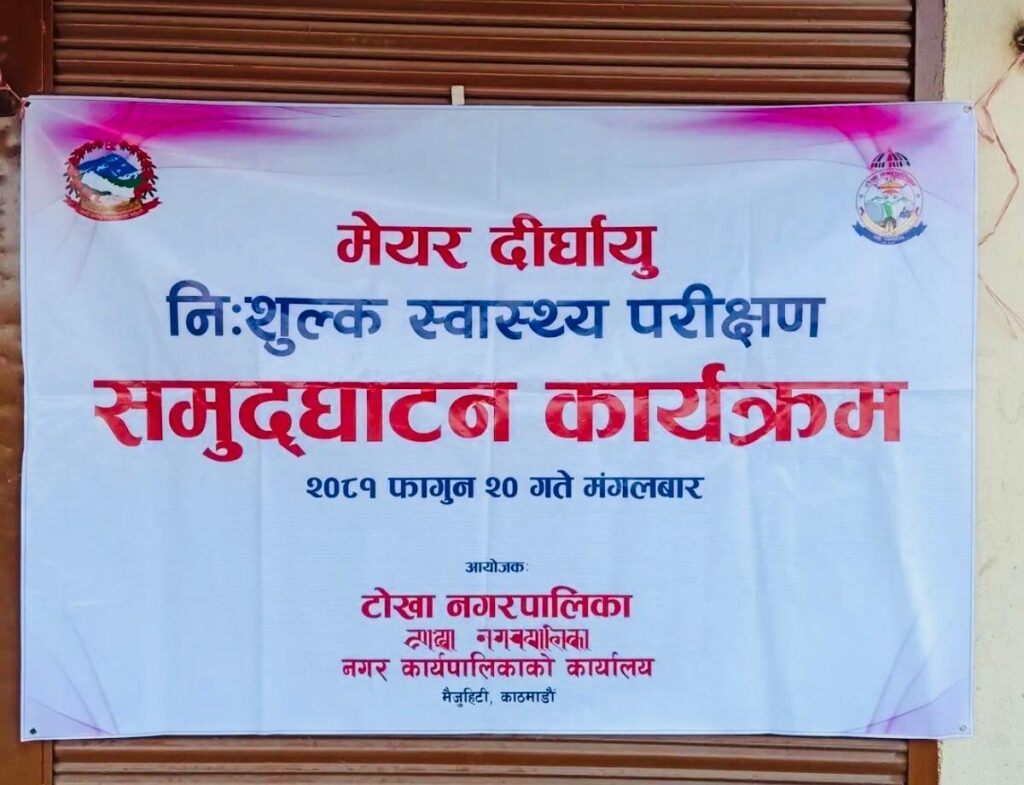 मेयर दीर्घायु
निःशुल्क स्वास्थ्य परीक्षण
समुद्घाटन कार्यक्रम
२०८१ फागुन २० गते मंगलबार
आयोजकः
टोखा नगरपालिका
नगर कार्यपालिकाको कार्यालय
मैजुहिटी, काठमाडौं